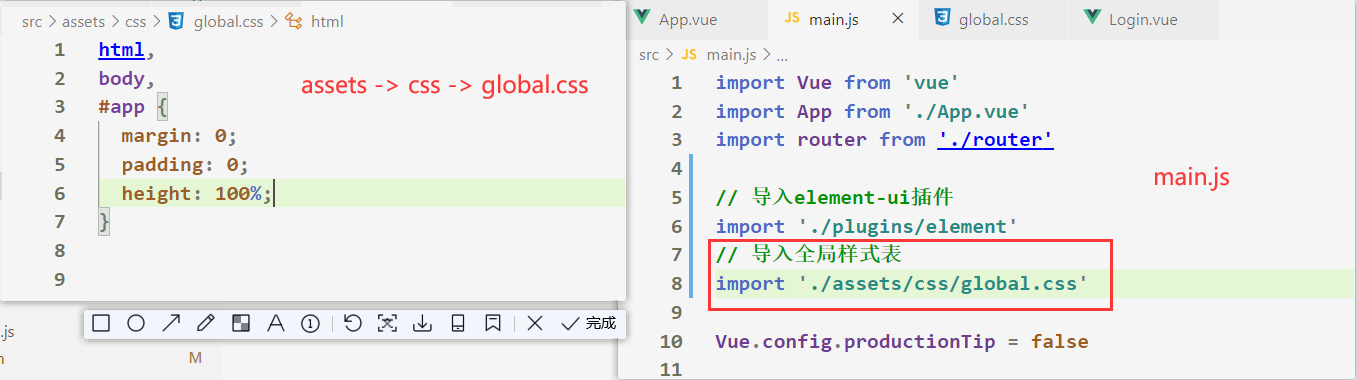 src > assets > css > global.css > html
1 html,
2 body,
3 #app {
4 margin: 0;
5 padding: 0;
6 height: 100%;
7 }
8
9
assets -> css -> global.css
完成
.js
M
App.vue JS main.js × global.css Login.vue
src > JS main.js > ...
1 import Vue from 'vue'
2 import App from './App.vue'
3 import router from './router'
4
5 // 导入element-ui插件
6 import './plugins/element'
7 // 导入全局样式表
8 import './assets/css/global.css'
9
10 Vue.config.productionTip = false
11
main.js